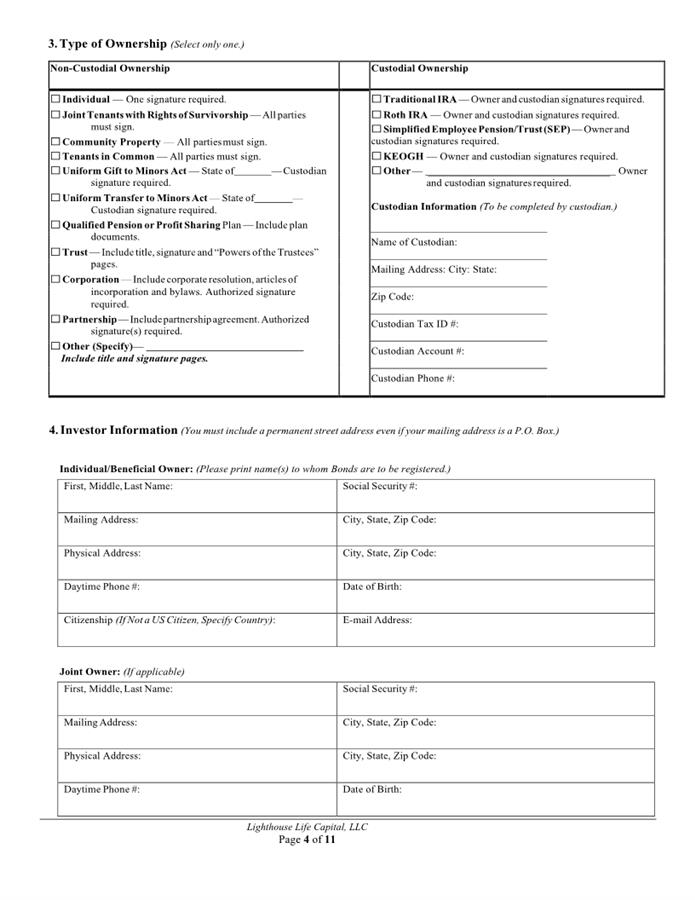 3. Type of Ownership (Select only one.)
Non-Custodial Ownership
☐ Individual — One signature required.
☐ Joint Tenants with Rights of Survivorship — All parties
must sign.
☐ Community Property — All parties must sign.
☐ Tenants in Common — All parties must sign.
☐ Uniform Gift to Minors Act — State of_______— Custodian
signature required.
☐ Uniform Transfer to Minors Act — State of_______—
Custodian signature required.
☐ Qualified Pension or Profit Sharing Plan — Include plan
documents.
☐ Trust — Include title, signature and “Powers of the Trustees”
pages.
☐ Corporation — Include corporate resolution, articles of
incorporation and bylaws. Authorized signature
required.
☐ Partnership — Include partnership agreement. Authorized
signature(s) required.
☐ Other (Specify)— ______________________________
Include title and signature pages.
Custodial Ownership
☐ Traditional IRA — Owner and custodian signatures required.
☐ Roth IRA — Owner and custodian signatures required.
☐ Simplified Employee Pension/Trust (SEP) — Owner and
custodian signatures required.
☐ KEOGH — Owner and custodian signatures required.
☐ Other — ____________________________________ Owner
and custodian signatures required.
Custodian Information (To be completed by custodian.)
Name of Custodian:
Mailing Address: City: State:
Zip Code:
Custodian Tax ID #:
Custodian Account #:
Custodian Phone #:
4. Investor Information (You must include a permanent street address even if your mailing address is a P.O. Box.)
Individual/Beneficial Owner: (Please print name(s) to whom Bonds are to be registered.)
First, Middle, Last Name: Social Security #:
Mailing Address: City, State, Zip Code:
Physical Address: City, State, Zip Code:
Daytime Phone #: Date of Birth:
Citizenship (If Not a US Citizen, Specify Country): E-mail Address:
Joint Owner: (If applicable)
First, Middle, Last Name: Social Security #:
Mailing Address: City, State, Zip Code:
Physical Address: City, State, Zip Code:
Daytime Phone #: Date of Birth:
Lighthouse Life Capital, LLC
Page 4 of 11